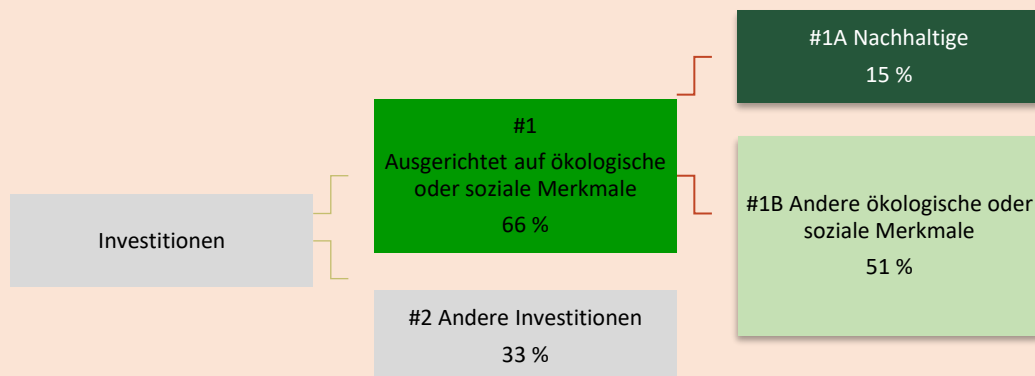 Investitionen
#1
Ausgerichtet auf ökologische
oder soziale Merkmale
66 %
#2 Andere Investitionen
33 %
#1A Nachhaltige
15 %
#1B Andere ökologische oder
soziale Merkmale
51 %